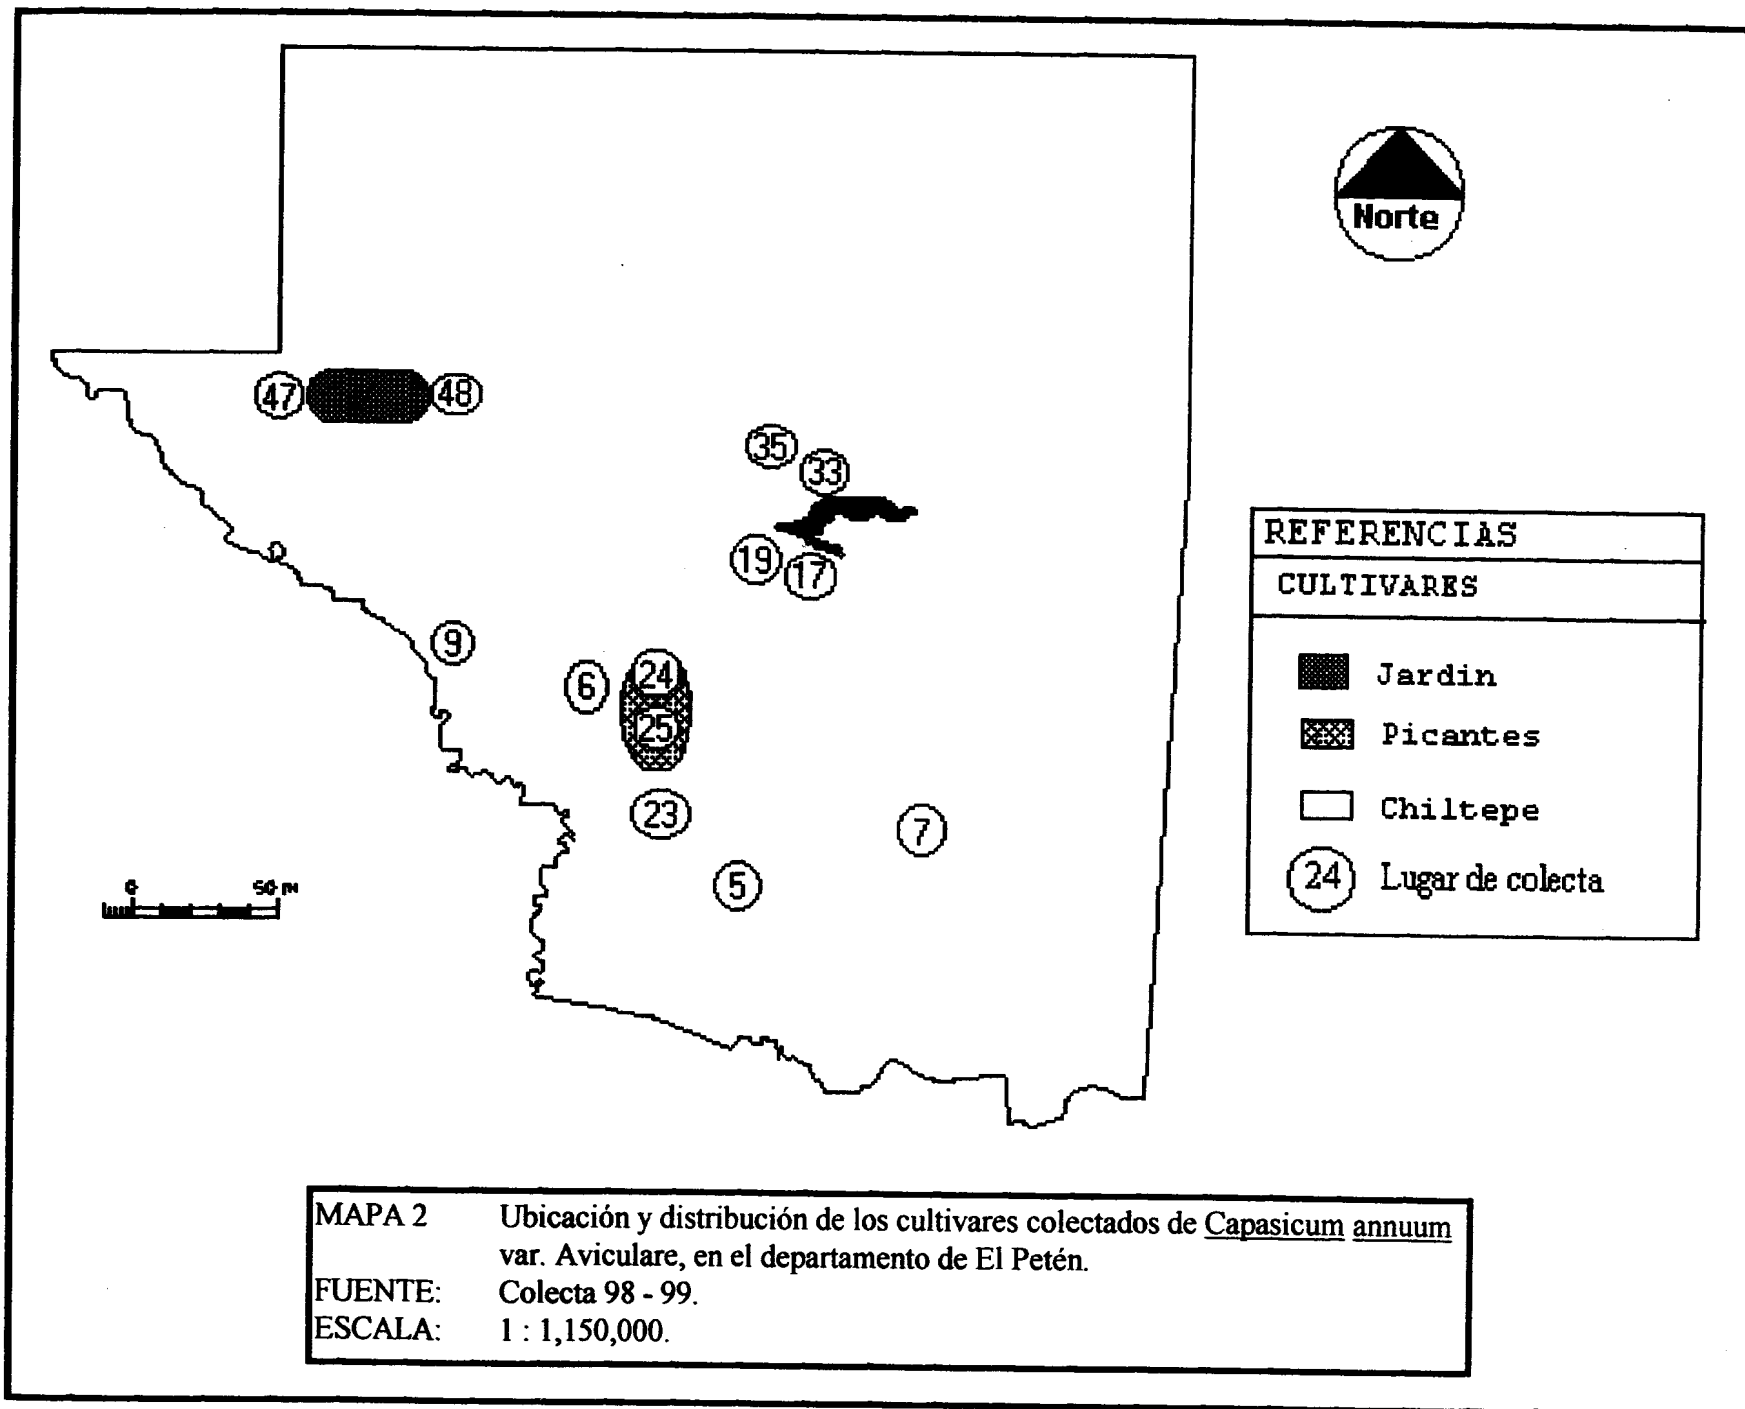 Norte
47
48
35
33
19
17
9
6
24
25
23
7
5
0 50
REFERENCIAS
CULTIVARES
Jardin
Picantes
Chiltepe
24 Lugar de colecta
MAPA 2 Ubicación y distribución de los cultivares colectados de Capasicum annuum
var. Aviculare, en el departamento de El Petén.
FUENTE: Colecta 98 - 99.
ESCALA: 1 : 1,150,000.